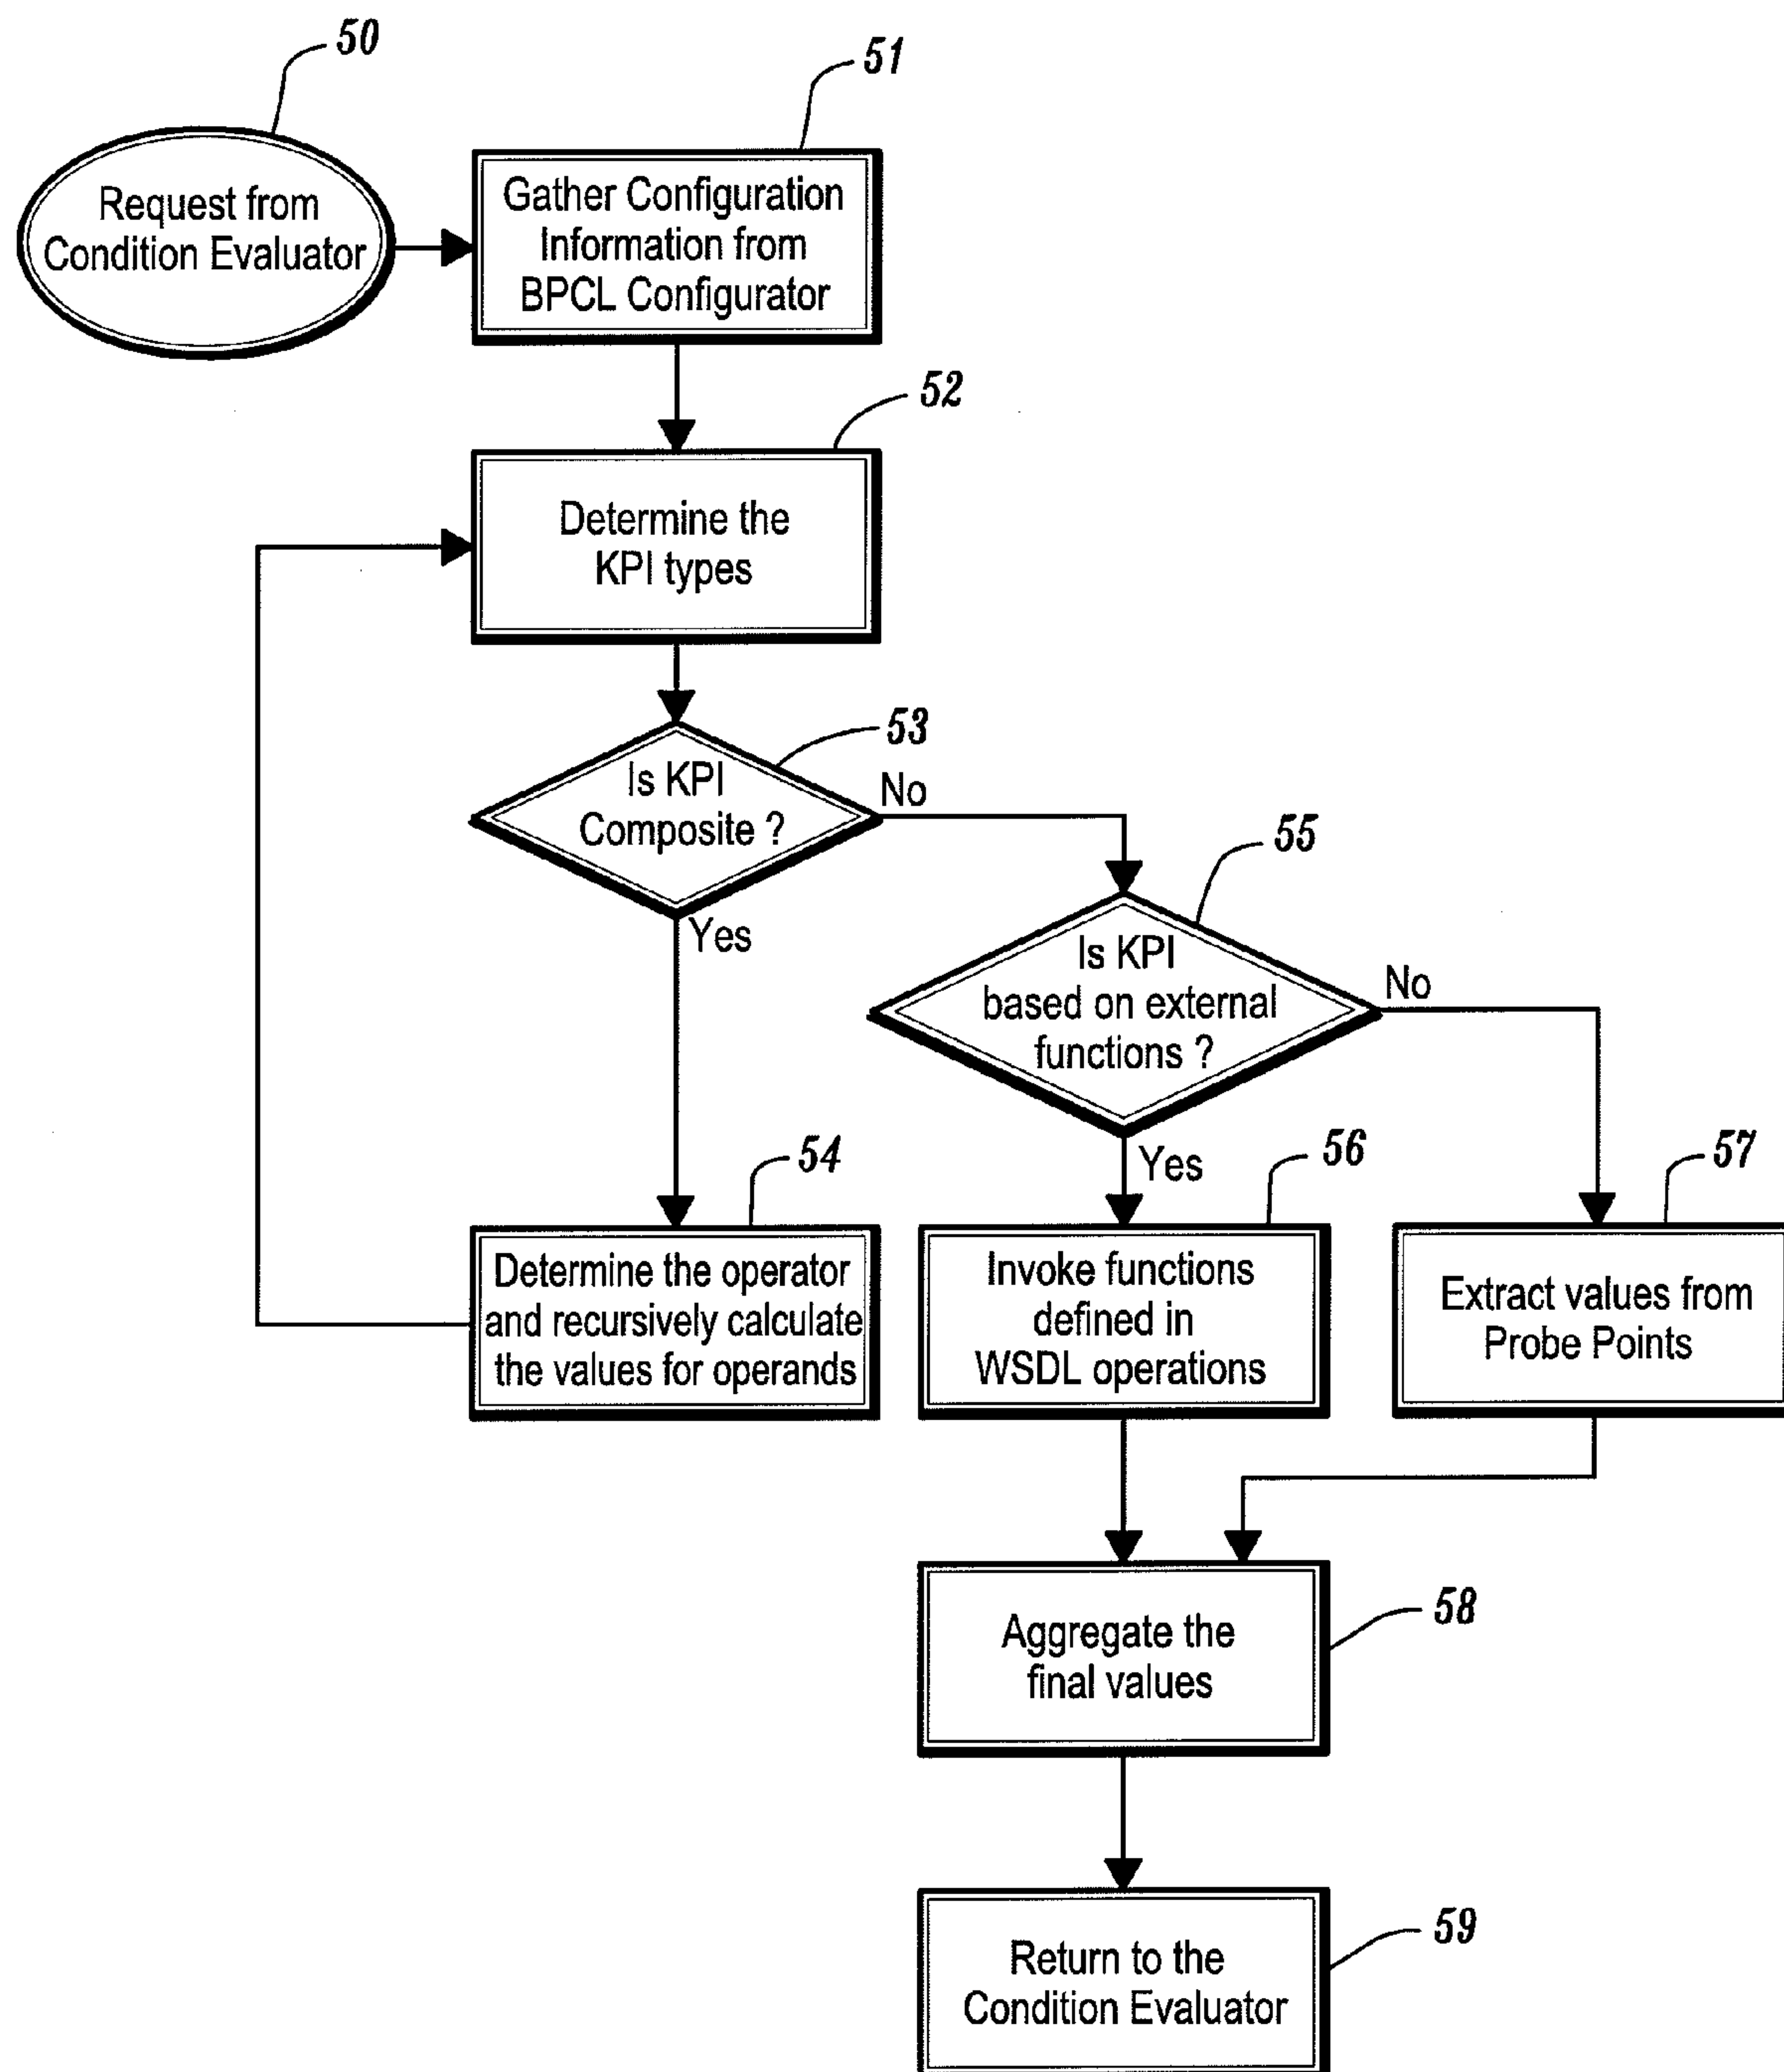 50
51
Request from
Condition Evaluator
Gather Configuration
Information from
BPCL Configurator
52
Determine the
KPI types
53
Is KPI
Composite ?
No
Yes
55
Is KPI
based on external
functions ?
No
Yes
54
Determine the operator
and recursively calculate
the values for operands
56
Invoke functions
defined in
WSDL operations
57
Extract values from
Probe Points
58
Aggregate the
final values
59
Return to the
Condition Evaluator